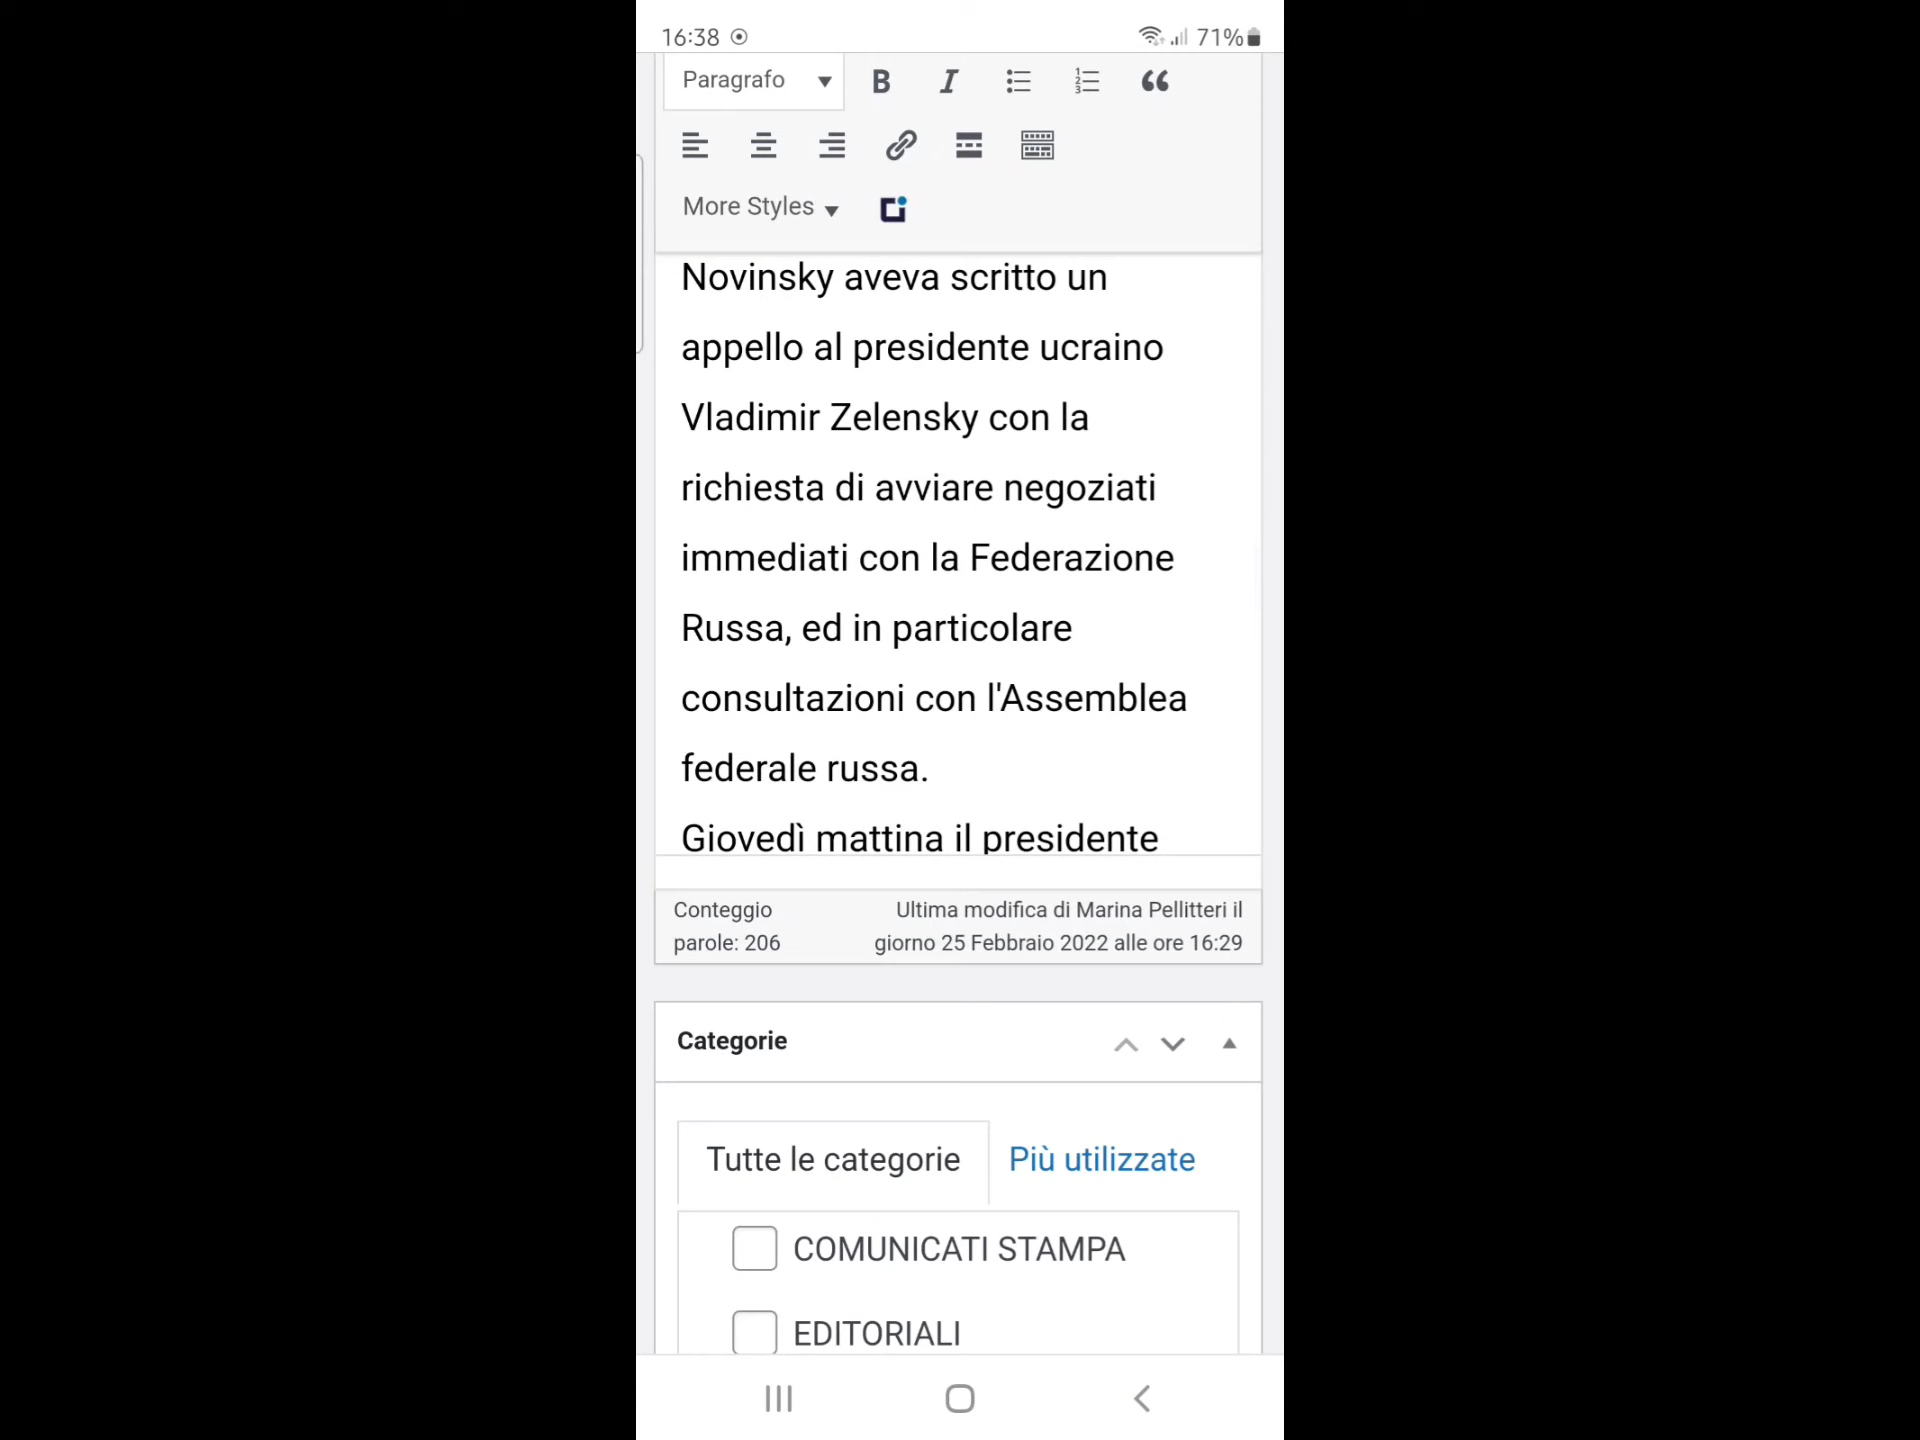 16:38 71%
Paragrafo B I
More Styles
Novinsky aveva scritto un
appello al presidente ucraino
Vladimir Zelensky con la
richiesta di avviare negoziati
immediati con la Federazione
Russa, ed in particolare
consultazioni con l'Assemblea
federale russa.
Giovedì mattina il presidente
Conteggio
parole: 206
Ultima modifica di Marina Pellitteri il
giorno 25 Febbraio 2022 alle ore 16:29
Categorie
Tutte le categorie Più utilizzate
COMUNICATI STAMPA
EDITORIALI